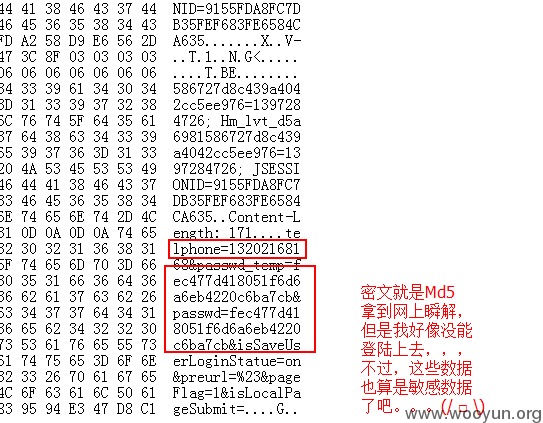 44 41 38 46 43 37 44 NID=9155FDA8FC7D
46 45 36 35 38 34 43 B35FEF683FE6584C
FD A2 58 D9 E6 56 2D A635.......X..V-
47 3C 8F 03 03 03 03 ..T.1..N.G<.....
06 06 06 06 06 06 06 ....T.BE........
34 33 39 61 34 30 34 586727d8c439a404
3D 31 33 39 37 32 38 2cc5ee976=139728
6C 76 74 5F 64 35 61 4726; Hm_lvt_d5a
37 64 38 63 34 33 39 6981586727d8c439
65 39 37 36 3D 31 33 a4042cc5ee976=13
20 4A 53 45 53 53 49 97284726; JSESSI
46 44 41 38 46 43 37 ONID=9155FDA8FC7
33 46 45 36 35 38 34 DB35FEF683FE6584
6E 74 65 6E 74 2D 4C CA635..Content-L
31 0D 0A 0D 0A 74 65 ength: 171....te
32 30 32 31 36 38 31 lphone=132021681
5F 74 65 6D 70 3D 66 68&passwd_temp=f
30 35 31 66 36 64 36 ec477d418051f6d6
36 62 61 37 63 62 26 a6eb4220c6ba7cb&
34 37 37 64 34 31 passwd=fec477d41
36 65 62 34 32 32 30 8051f6d6a6eb4220
73 53 61 76 65 55 73 c6ba7cb&isSaveUs
61 74 75 65 3D 6F 6E erLoginStatue=on
32 33 26 70 61 67 65 &preurl=%23&page
4C 6F 63 61 6C 50 61 Flag=1&isLocalPa
83 95 94 E3 47 D8 C1 geSubmit=....G..
密文就是Md5
拿到网上瞬解,
但是我好像没能
登陆上去,,,
不过,这些数据
也算是敏感数据
了吧。。。(/ □ \)
www.wooyun.org